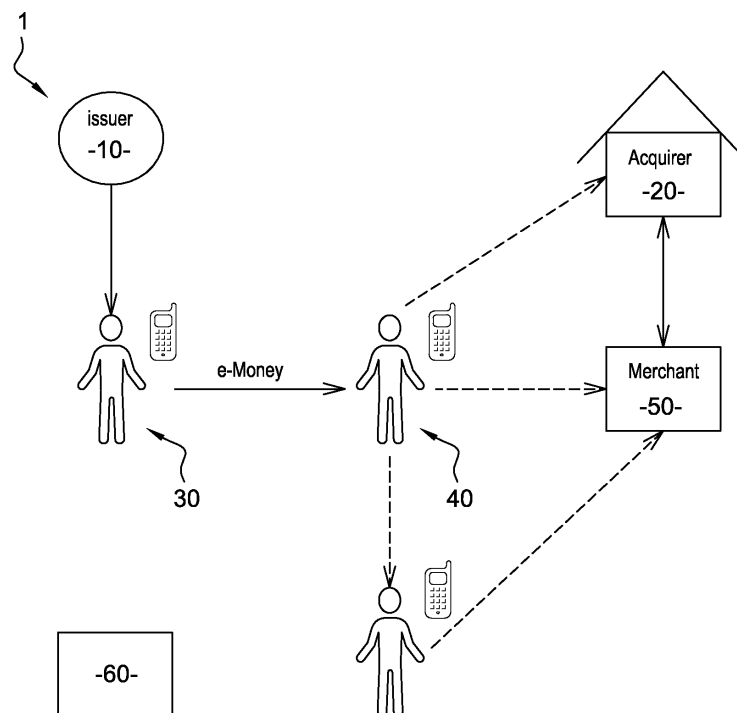 1
issuer
-10-
Acquirer
-20-
e-Money
Merchant
-50-
30
40
-60-